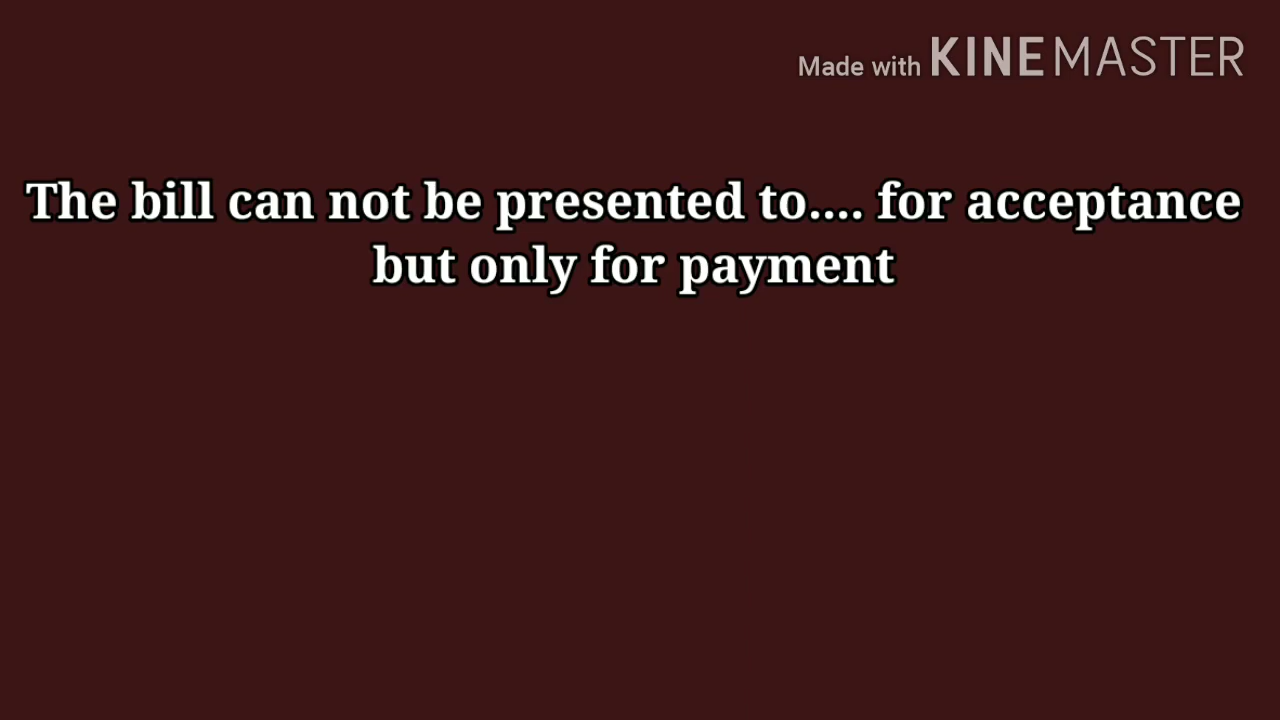 Made with KINEMASTER
The bill can not be presented to.... for acceptance
but only for payment